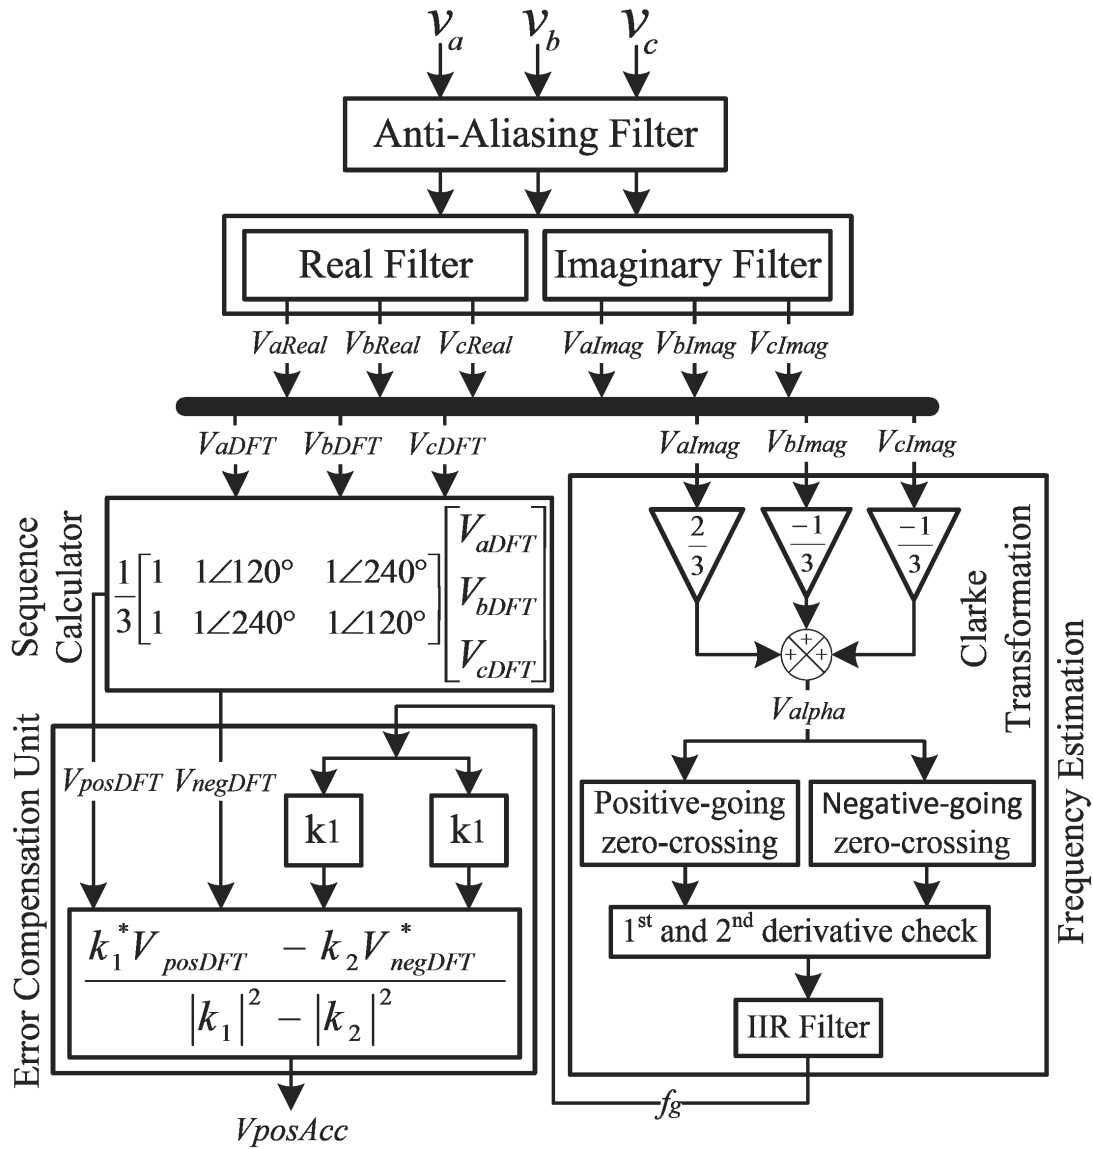 va vb vc
Anti-Aliasing Filter
Real Filter Imaginary Filter
VaReal VbReal VcReal VaImag VbImag VcImag
VaDFT VbDFT VcDFT VaImag VbImag VcImag
Sequence
Calculator
1/3 [1 1∠120° 1∠240°
1 1∠240° 1∠120°]
[VaDFT
VbDFT
VcDFT]
2/3 -1/3 -1/3
+ + +
Clarke
Transformation
Valpha
Frequency Estimation
Positive-going
zero-crossing
Negative-going
zero-crossing
1st and 2nd derivative check
IIR Filter
fg
Error Compensation Unit
VposDFT VnegDFT
k1 k1
k1*VposDFT - k2V*negDFT
|k1|² - |k2|²
VposAcc